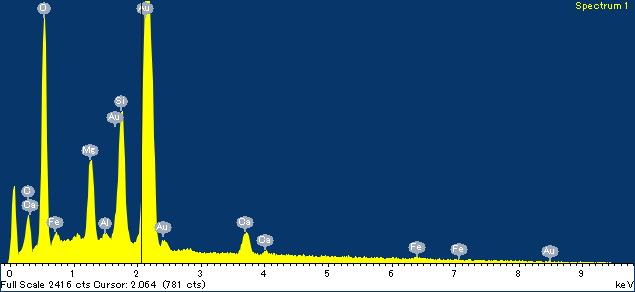 Spectrum 1
O
Au
Si
Au
Mg
C
Ca
Fe
Al
Au
Ca
Ca
Fe
Fe
Au
0 1 2 3 4 5 6 7 8 9
Full Scale 2416 cts Cursor: 2.064 (781 cts) keV